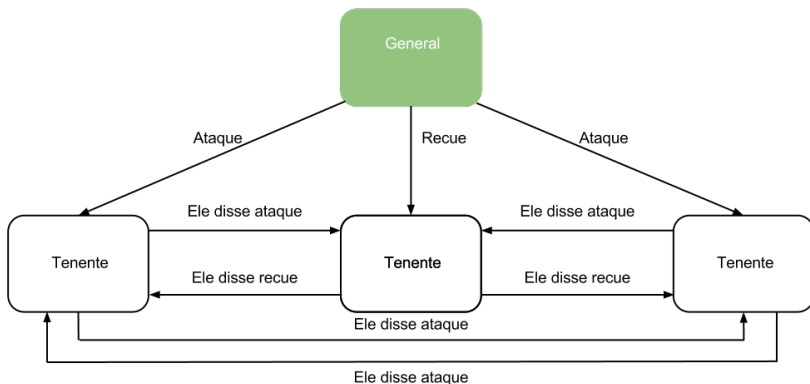 General
Ataque
Recue
Ataque
Ele disse ataque
Ele disse ataque
Tenente
Tenente
Tenente
Ele disse recue
Ele disse recue
Ele disse ataque
Ele disse ataque